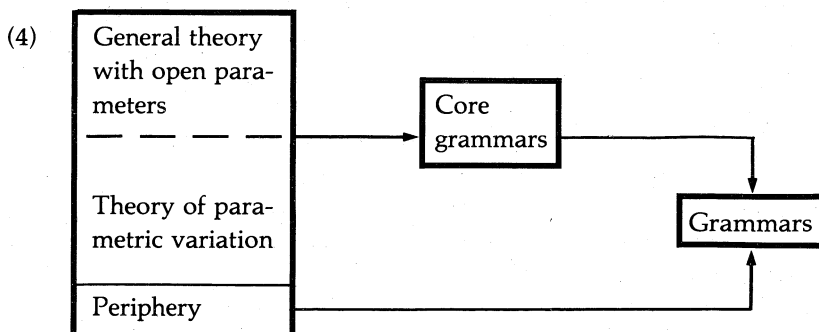 (4)
General theory
with open para-
meters
Core
grammars
Theory of para-
metric variation
Grammars
Periphery